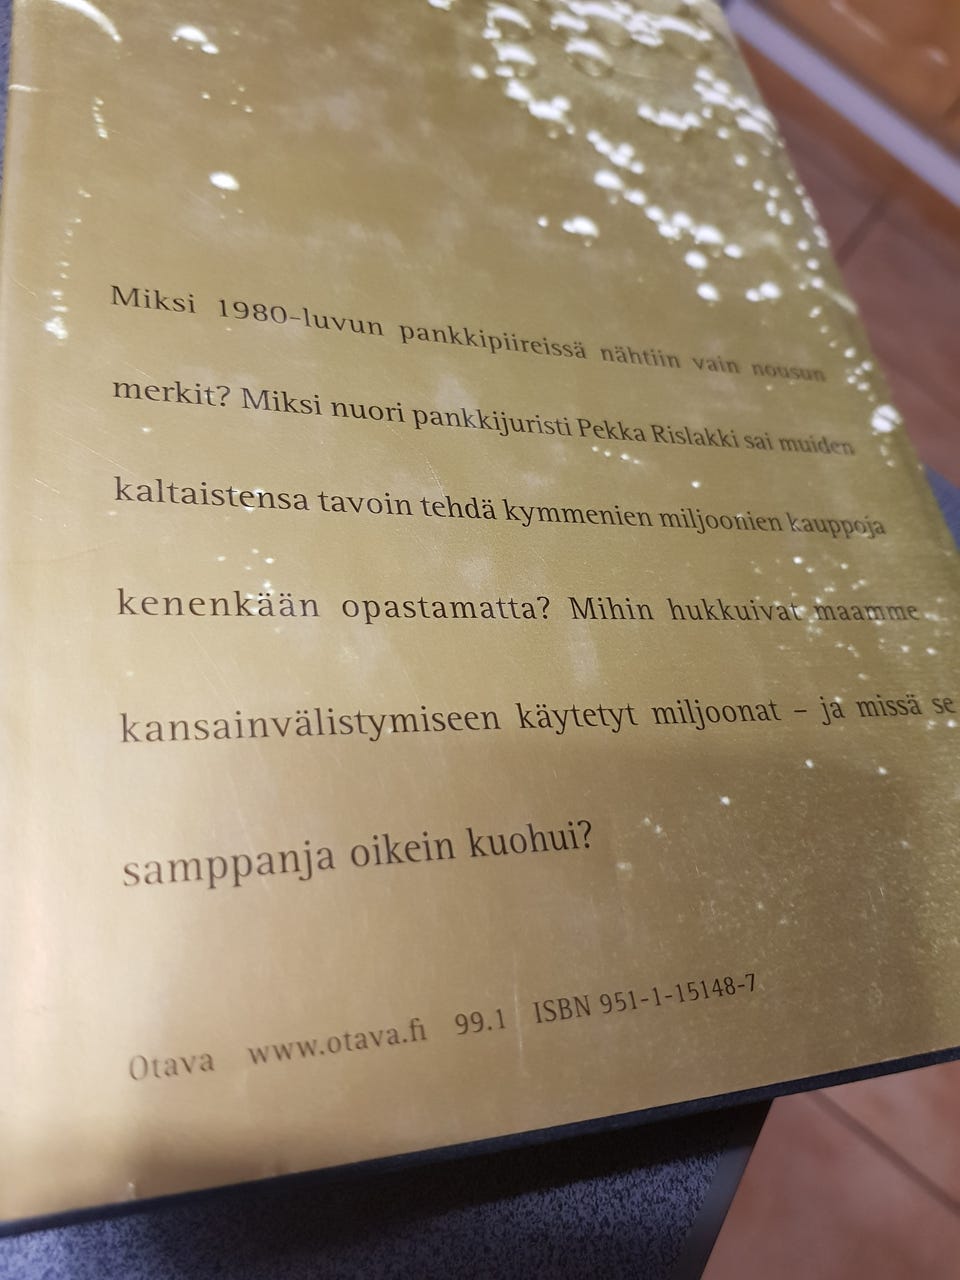 Miksi 1980-luvun pankkipiireissä nähtiin vain nousun
merkit? Miksi nuori pankkijuristi Pekka Rislakki sai muiden
kaltaistensa tavoin tehdä kymmenien miljoonien kauppoja
kenenkään opastamatta? Mihin hukkuivat maamme
kansainvälistymiseen käytetyt miljoonat – ja missä se
samppanja oikein kuohui?
Otava www.otava.fi 99.1 ISBN 951-1-15148-7